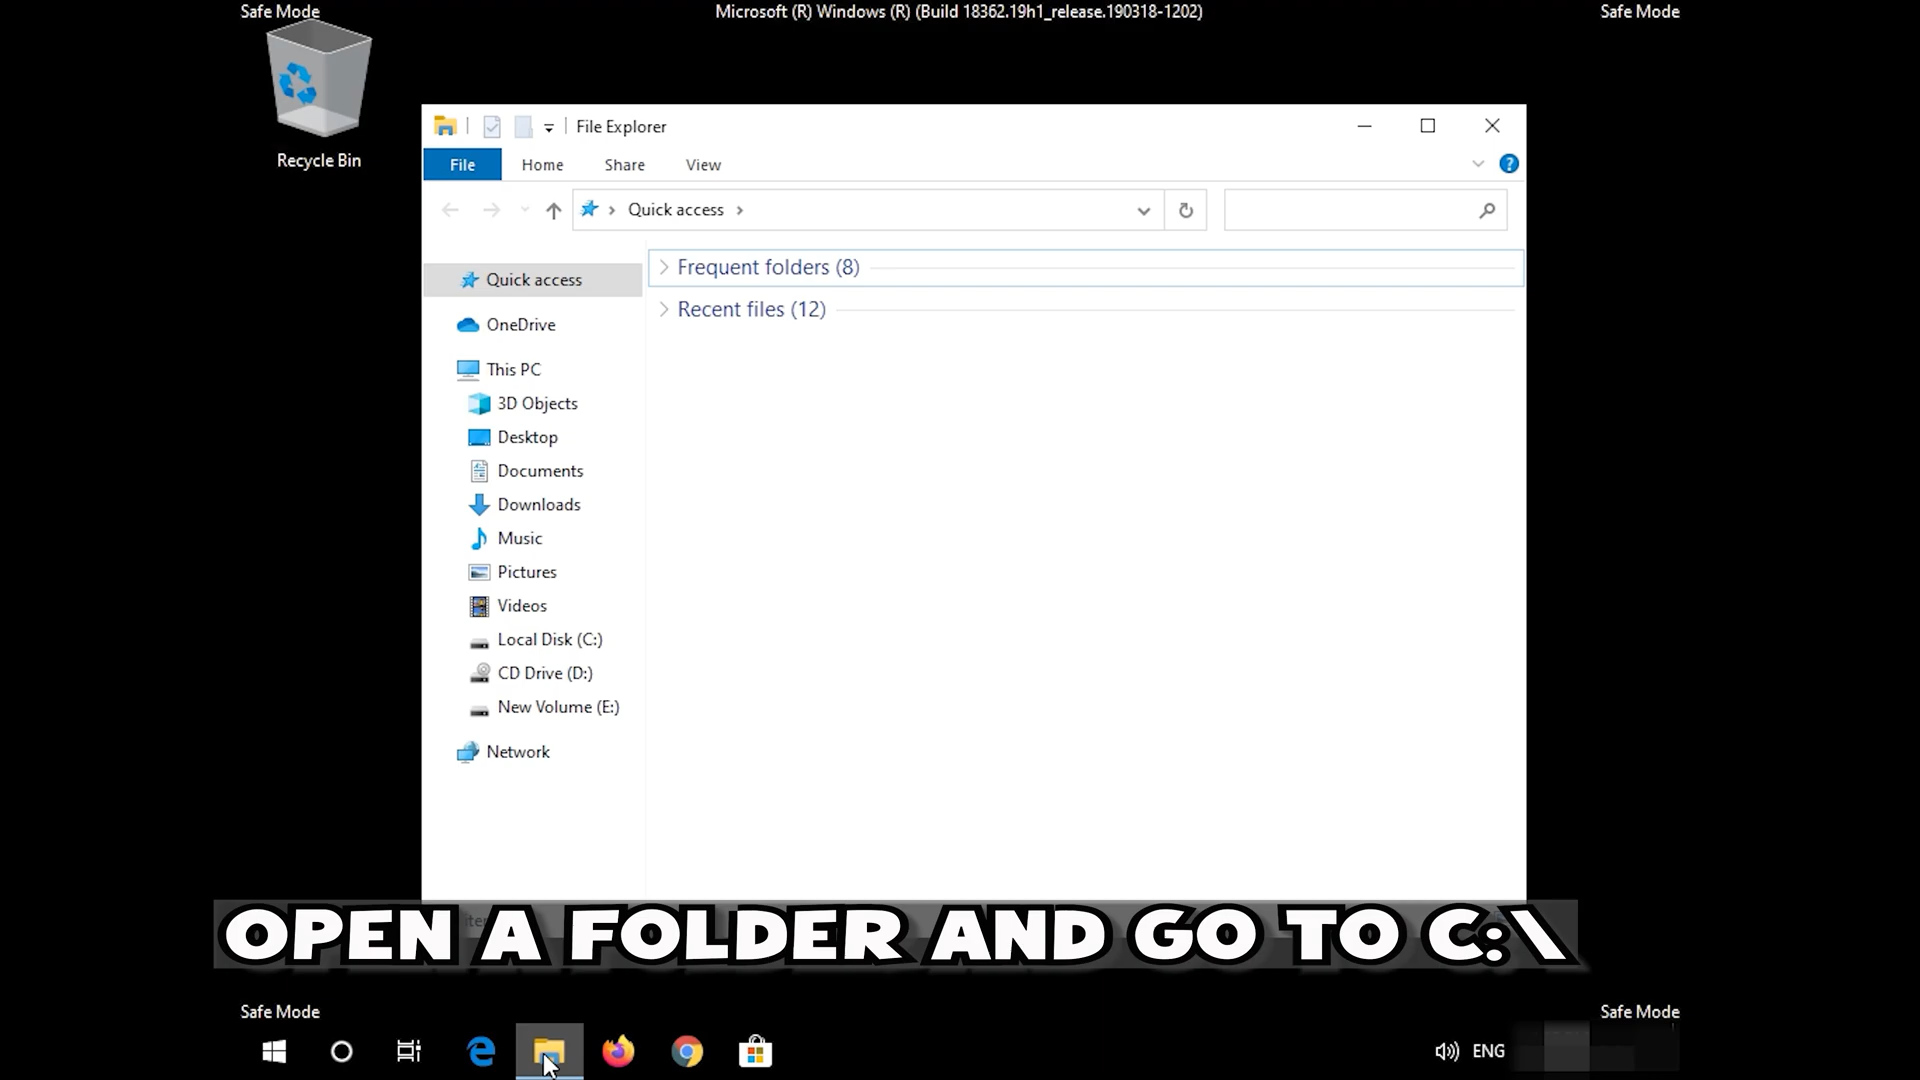 Safe Mode
Microsoft (R) Windows (R) (Build 18362.19h1_release.190318-1202)
Safe Mode
Recycle Bin
File Explorer
File
Home
Share
View
Quick access
Quick access
OneDrive
This PC
3D Objects
Desktop
Documents
Downloads
Music
Pictures
Videos
Local Disk (C:)
CD Drive (D:)
New Volume (E:)
Network
Frequent folders (8)
Recent files (12)
OPEN A FOLDER AND GO TO C:\
Safe Mode
Safe Mode
ENG